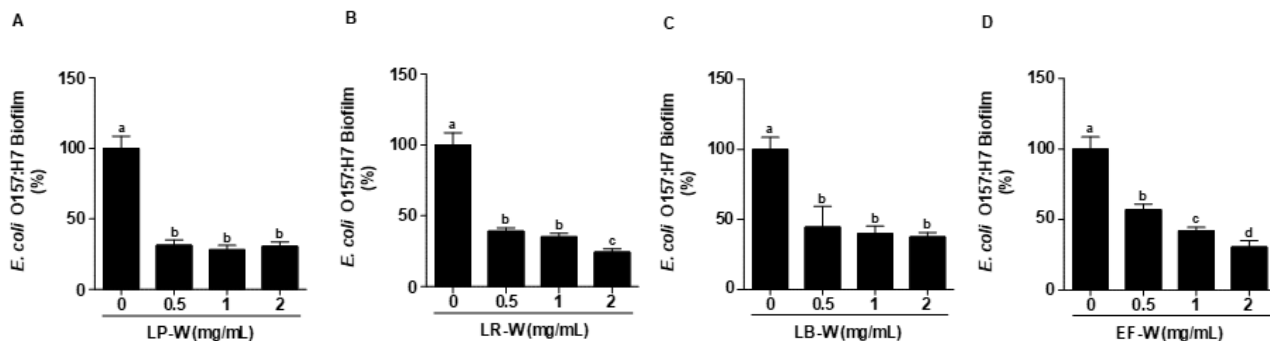 A
E. coli O157:H7 Biofilm
(%)
150
100
50
0
a
b
b
b
0 0.5 1 2
LP-W(mg/mL)
B
E. coli O157:H7 Biofilm
(%)
150
100
50
0
a
b
b
c
0 0.5 1 2
LR-W(mg/mL)
C
E. coli O157:H7 Biofilm
(%)
150
100
50
0
a
b
b
b
0 0.5 1 2
LB-W(mg/mL)
D
E. coli O157:H7 Biofilm
(%)
150
100
50
0
a
b
c
d
0 0.5 1 2
EF-W(mg/mL)